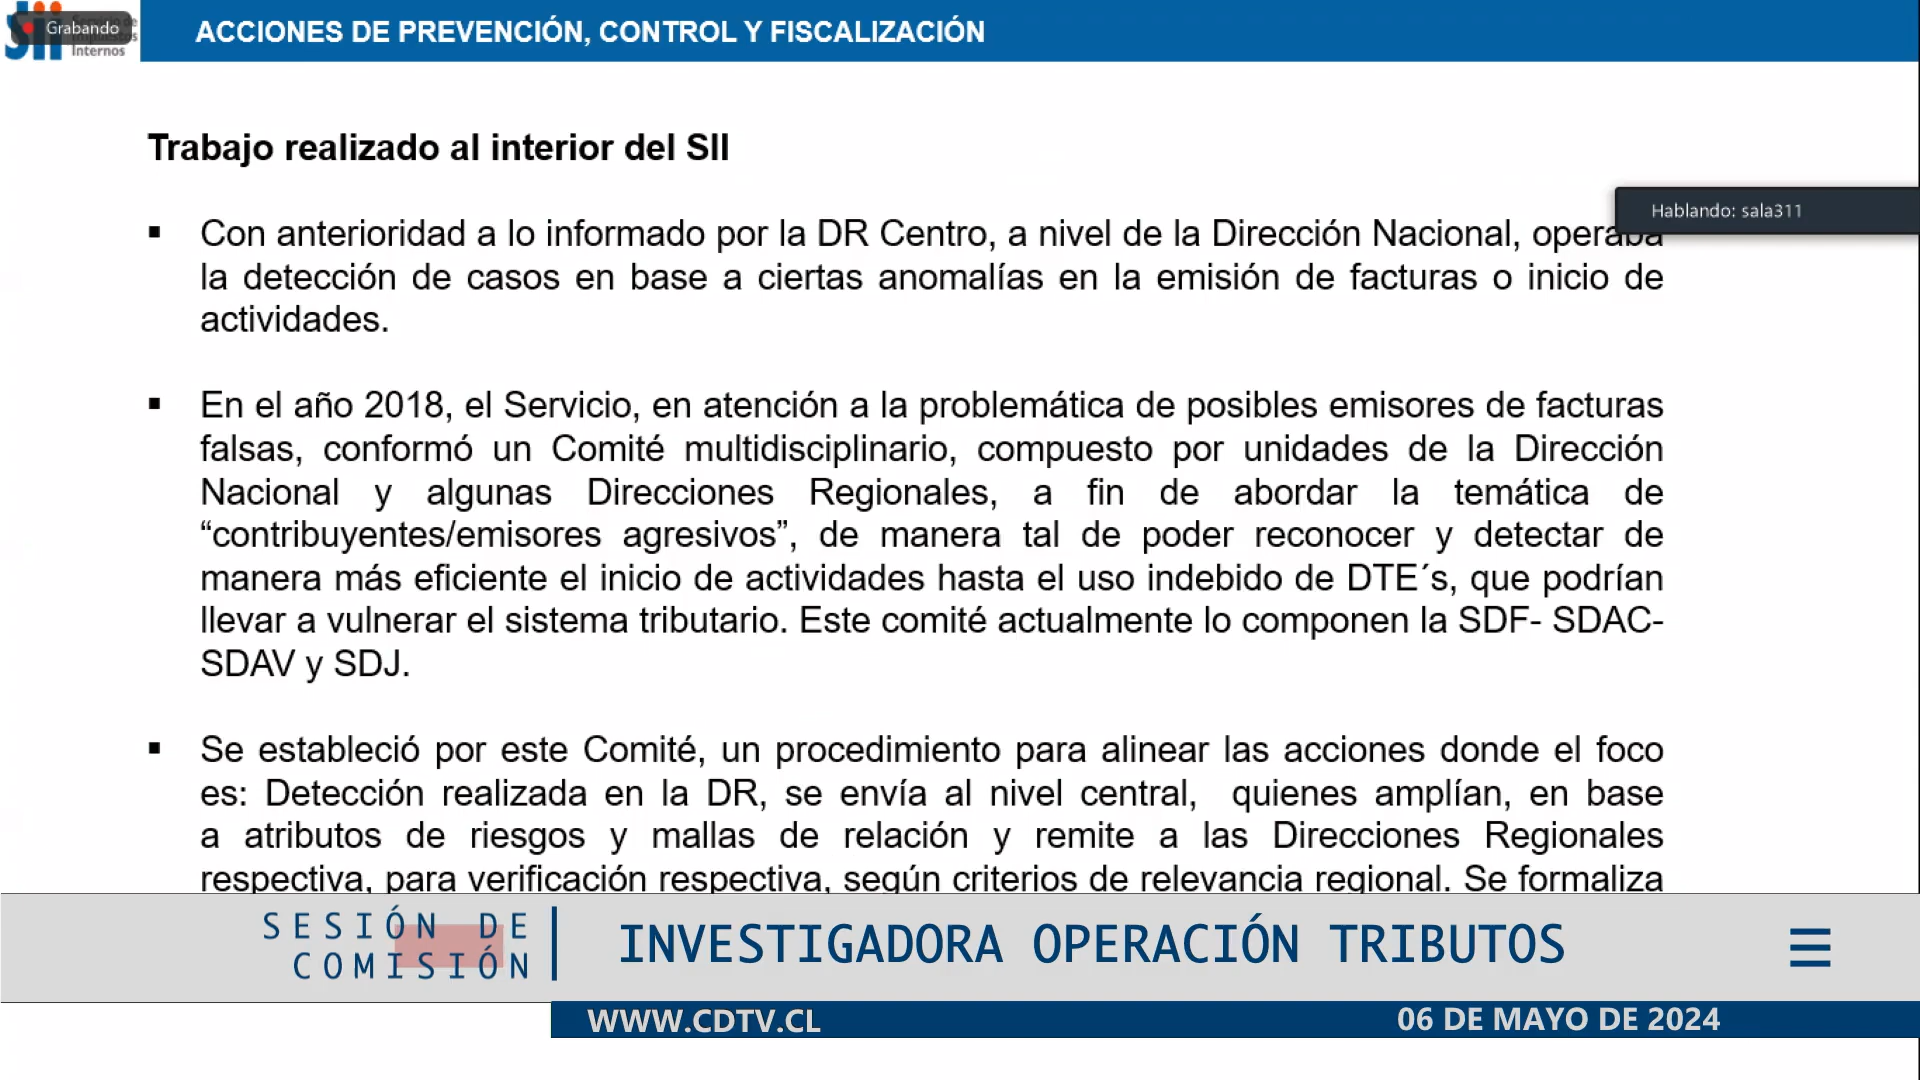 sii
Grabando
Internos
ACCIONES DE PREVENCIÓN, CONTROL Y FISCALIZACIÓN
Trabajo realizado al interior del SII
Hablando: sala311
▪ Con anterioridad a lo informado por la DR Centro, a nivel de la Dirección Nacional, operaba
la detección de casos en base a ciertas anomalías en la emisión de facturas o inicio de
actividades.
▪ En el año 2018, el Servicio, en atención a la problemática de posibles emisores de facturas
falsas, conformó un Comité multidisciplinario, compuesto por unidades de la Dirección
Nacional y algunas Direcciones Regionales, a fin de abordar la temática de
“contribuyentes/emisores agresivos”, de manera tal de poder reconocer y detectar de
manera más eficiente el inicio de actividades hasta el uso indebido de DTE´s, que podrían
llevar a vulnerar el sistema tributario. Este comité actualmente lo componen la SDF- SDAC-
SDAV y SDJ.
▪ Se estableció por este Comité, un procedimiento para alinear las acciones donde el foco
es: Detección realizada en la DR, se envía al nivel central, quienes amplían, en base
a atributos de riesgos y mallas de relación y remite a las Direcciones Regionales
respectiva, para verificación respectiva, según criterios de relevancia regional. Se formaliza
SESIÓN DE
COMISIÓN
INVESTIGADORA OPERACIÓN TRIBUTOS
WWW.CDTV.CL
06 DE MAYO DE 2024